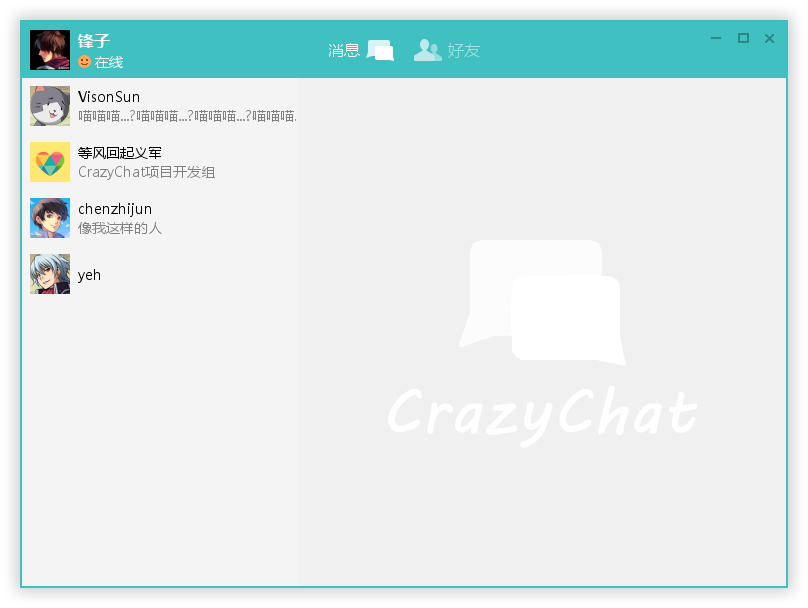 锋子
在线
消息
好友
VisonSun
喵喵喵...?喵喵喵...?喵喵喵...?喵喵喵.
等风回起义军
CrazyChat项目开发组
chenzhijun
像我这样的人
yeh
CrazyChat